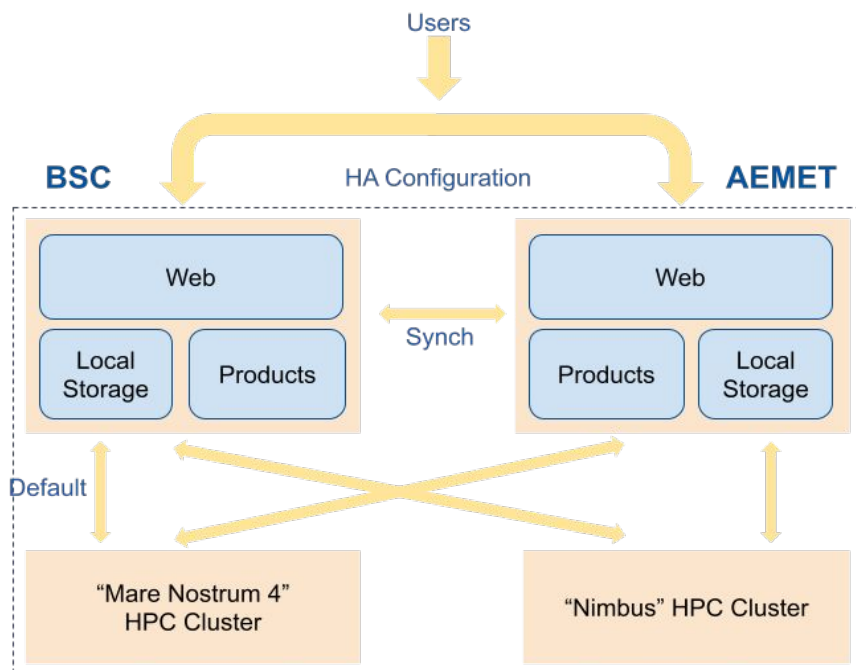 Users
BSC
HA Configuration
AEMET
Web
Web
Synch
Local
Storage
Products
Products
Local
Storage
Default
“Mare Nostrum 4”
HPC Cluster
“Nimbus” HPC Cluster